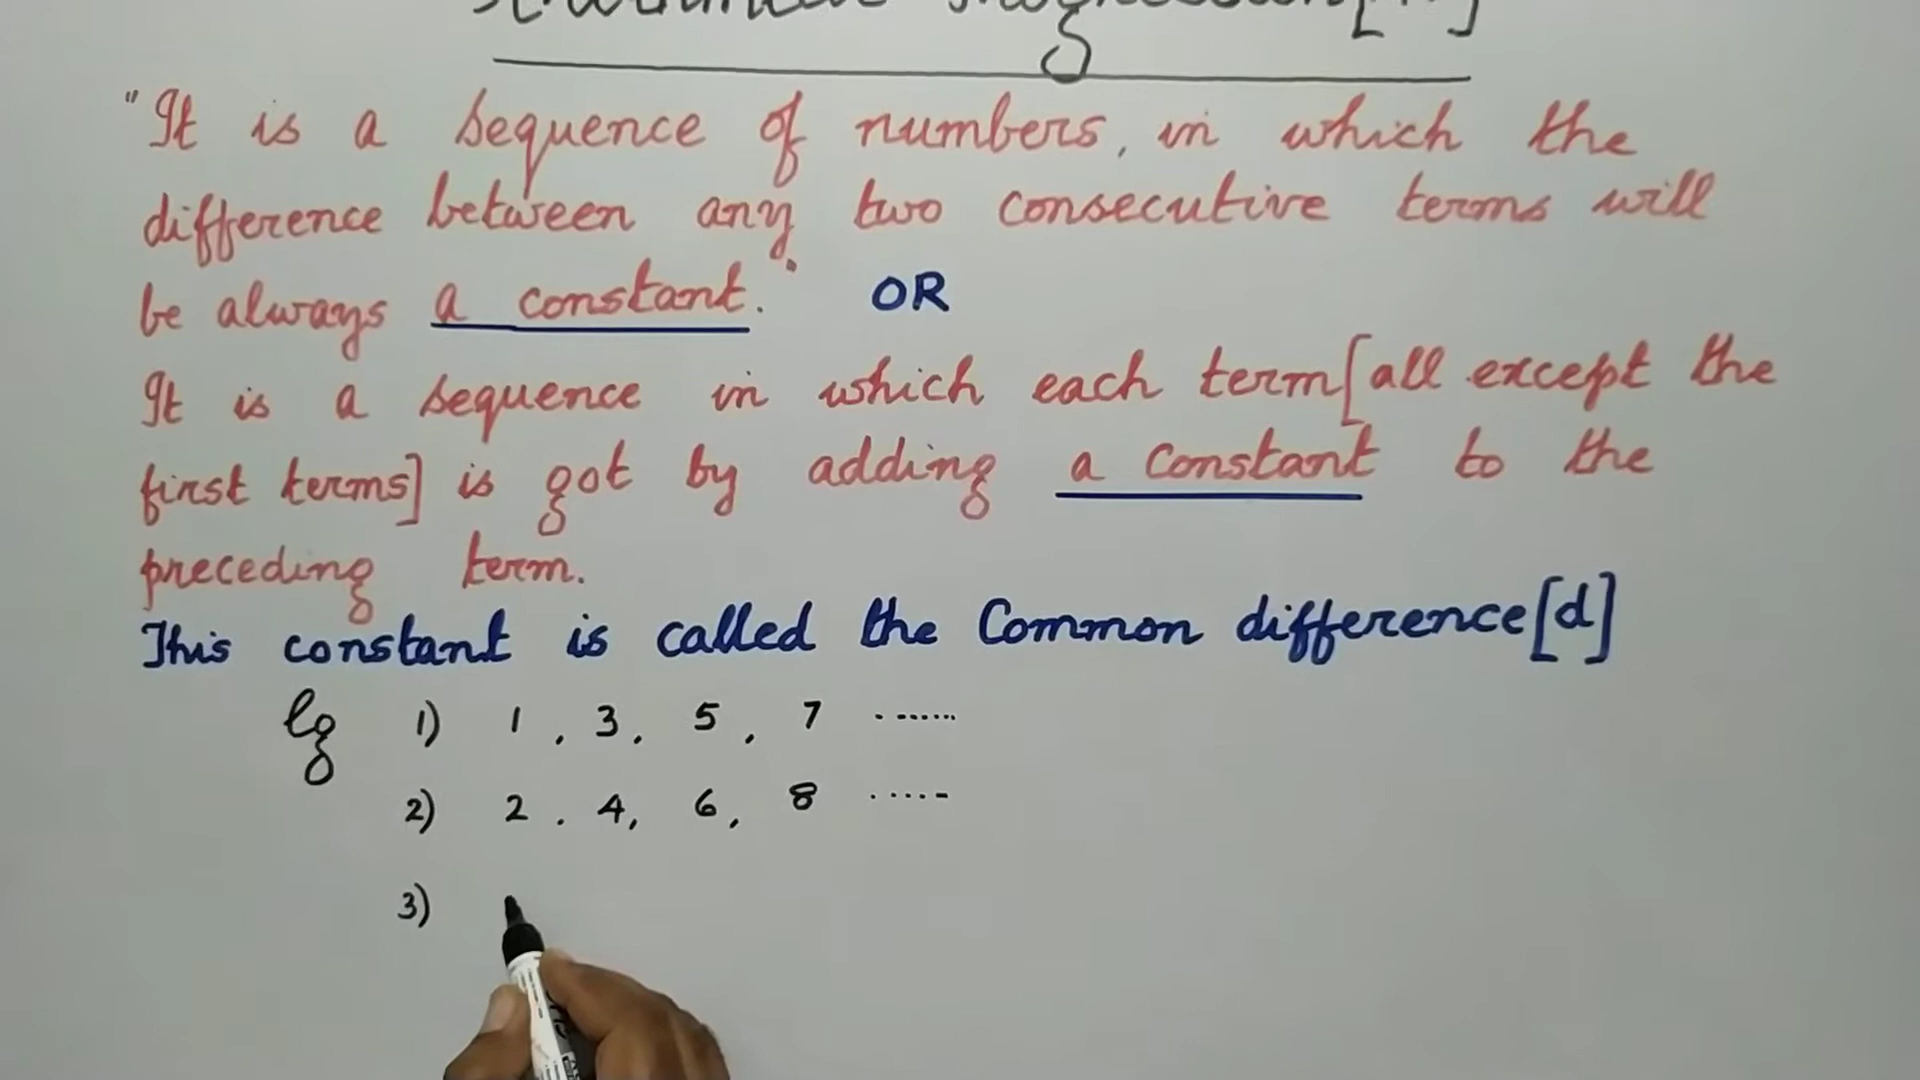 Arithmetic Progression [A.P]
"It is a sequence of numbers, in which the
difference between any two consecutive terms will
be always a constant." OR
It is a sequence in which each term [all except the
first terms] is got by adding a constant to the
preceding term.
This constant is called the Common difference [d]
Eg 1) 1, 3, 5, 7 .......
2) 2, 4, 6, 8 .....
3)